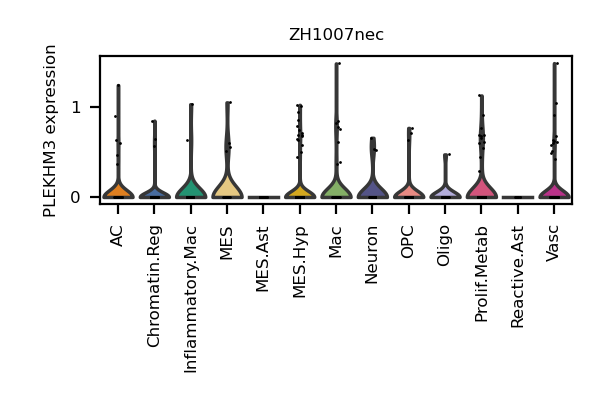 ZH1007nec
PLEKHM3 expression
1
0
AC
Chromatin.Reg
Inflammatory.Mac
MES
MES.Ast
MES.Hyp
Mac
Neuron
OPC
Oligo
Prolif.Metab
Reactive.Ast
Vasc